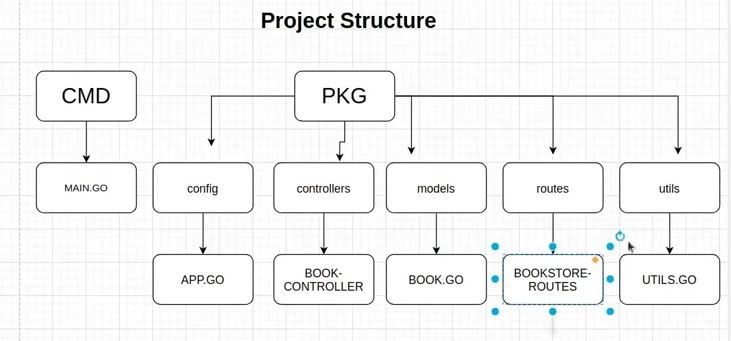 Project Structure
CMD
PKG
MAIN.GO
config
controllers
models
routes
utils
APP.GO
BOOK-
CONTROLLER
BOOK.GO
BOOKSTORE-
ROUTES
UTILS.GO